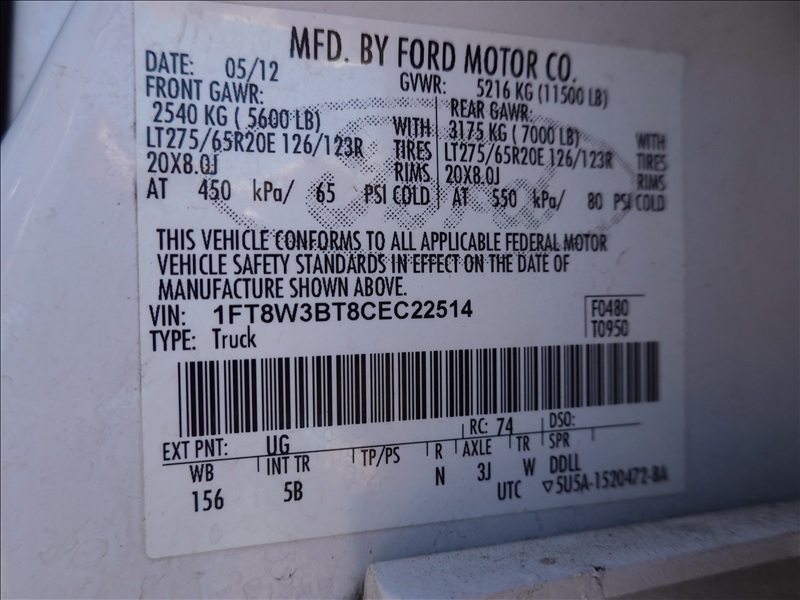 MFD. BY FORD MOTOR CO.
DATE: 05/12 GVWR: 5216 KG (11500 LB)
FRONT GAWR: REAR GAWR:
2540 KG ( 5600 LB) WITH 3175 KG ( 7000 LB) WITH
LT275/65R20E 126/123R TIRES LT275/65R20E 126/123R TIRES
20X8.0J RIMS 20X8.0J RIMS
AT 450 kPa/ 65 PSI COLD AT 550 kPa/ 80 PSI COLD
THIS VEHICLE CONFORMS TO ALL APPLICABLE FEDERAL MOTOR
VEHICLE SAFETY STANDARDS IN EFFECT ON THE DATE OF
MANUFACTURE SHOWN ABOVE.
VIN: 1FT8W3BT8CEC22514 F0480
TYPE: Truck T0950
EXT PNT: UG RC: 74 DSO:
WB INT TR TP/PS R AXLE TR SPR
156 5B N 3J W DDLL
UTC ▽5U5A-1520472-BA